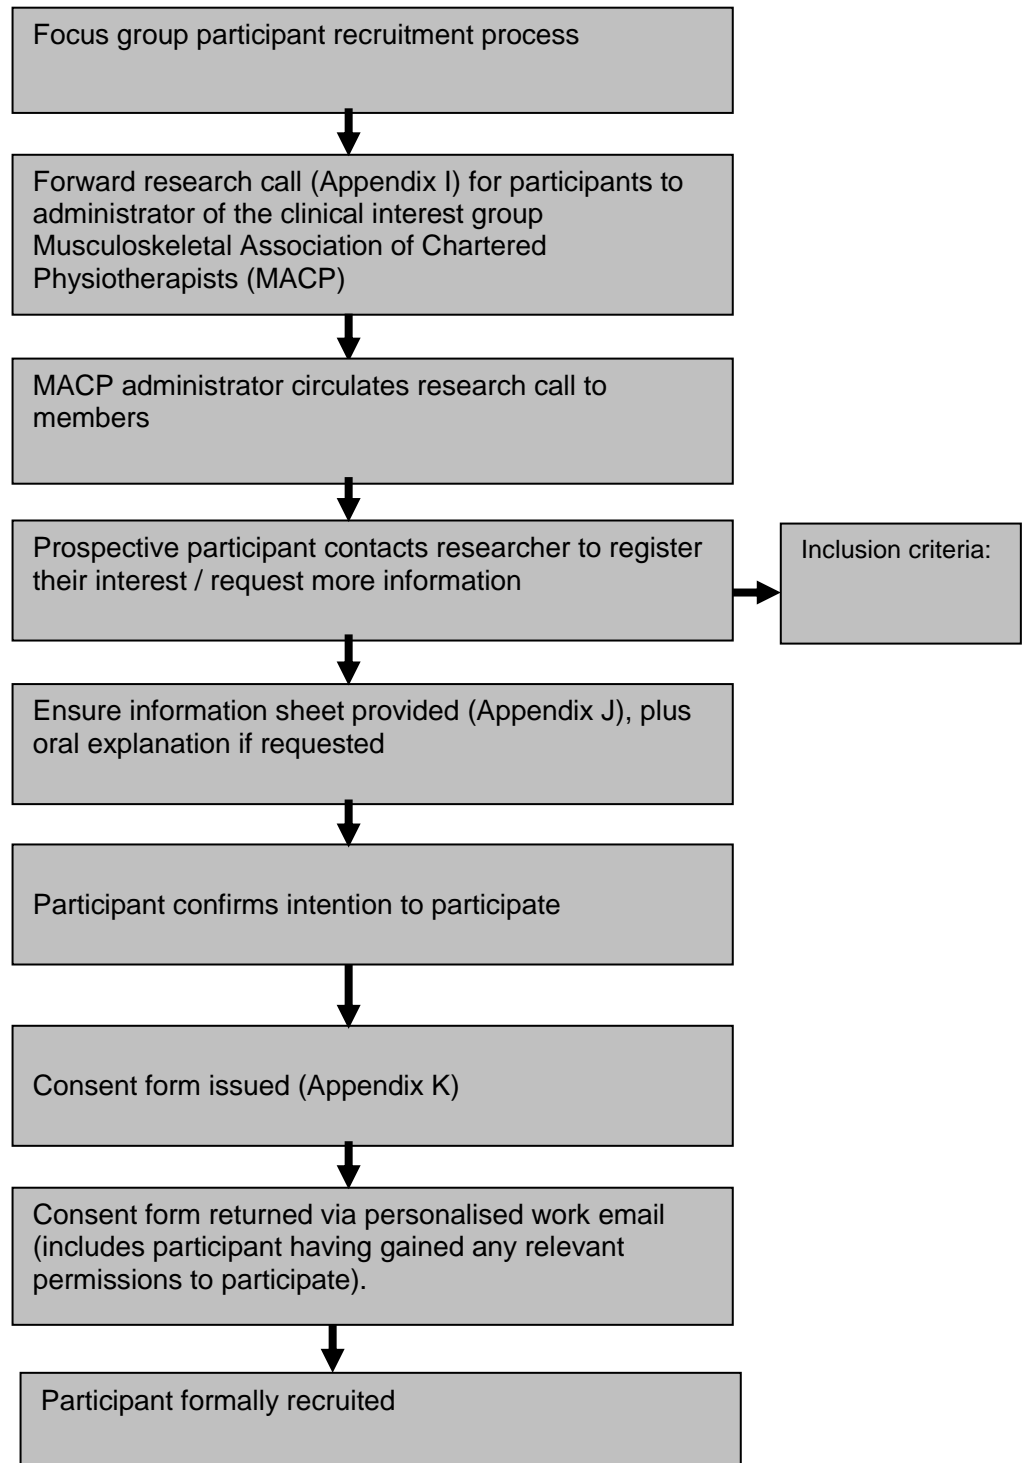 Focus group participant recruitment process
Forward research call (Appendix I) for participants to
administrator of the clinical interest group
Musculoskeletal Association of Chartered
Physiotherapists (MACP)
MACP administrator circulates research call to
members
Prospective participant contacts researcher to register
their interest / request more information
Inclusion criteria:
Ensure information sheet provided (Appendix J), plus
oral explanation if requested
Participant confirms intention to participate
Consent form issued (Appendix K)
Consent form returned via personalised work email
(includes participant having gained any relevant
permissions to participate).
Participant formally recruited